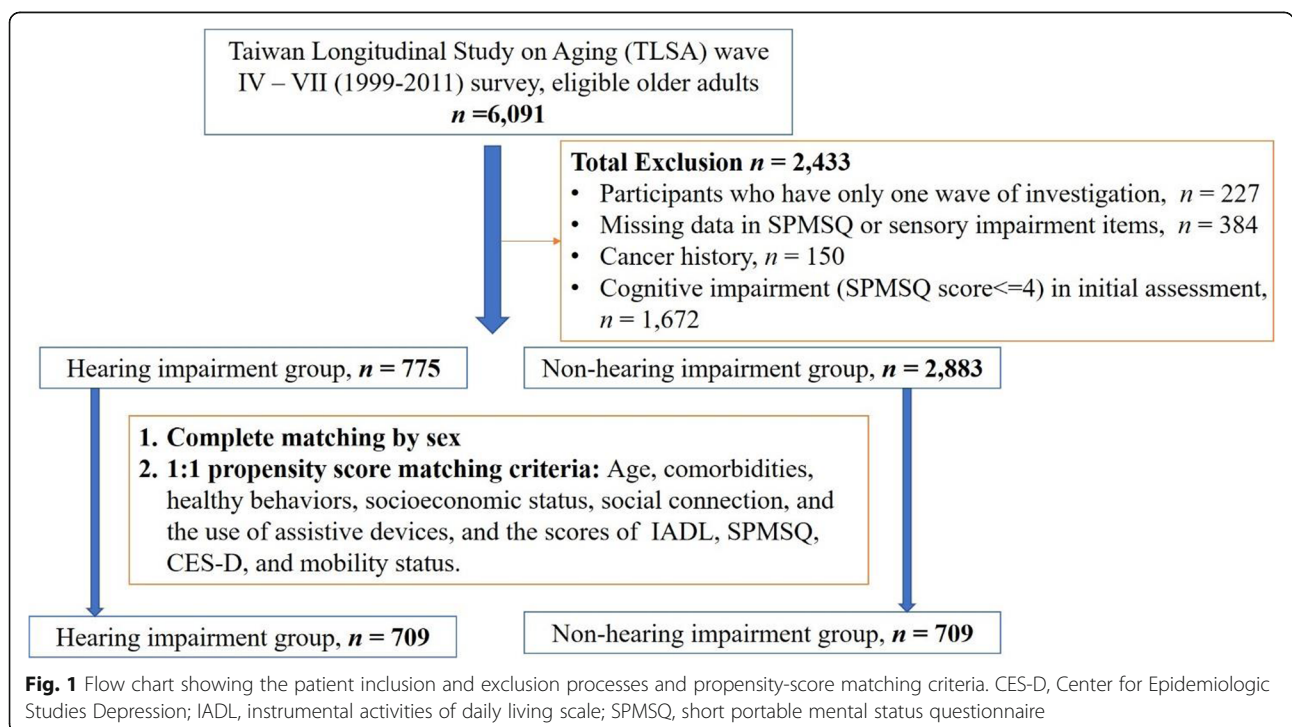 Taiwan Longitudinal Study on Aging (TLSA) wave
IV – VII (1999-2011) survey, eligible older adults
n =6,091
Total Exclusion n = 2,433
• Participants who have only one wave of investigation, n = 227
• Missing data in SPMSQ or sensory impairment items, n = 384
• Cancer history, n = 150
• Cognitive impairment (SPMSQ score<=4) in initial assessment,
n = 1,672
Hearing impairment group, n = 775
Non-hearing impairment group, n = 2,883
1. Complete matching by sex
2. 1:1 propensity score matching criteria: Age, comorbidities,
healthy behaviors, socioeconomic status, social connection, and
the use of assistive devices, and the scores of IADL, SPMSQ,
CES-D, and mobility status.
Hearing impairment group, n = 709
Non-hearing impairment group, n = 709
Fig. 1 Flow chart showing the patient inclusion and exclusion processes and propensity-score matching criteria. CES-D, Center for Epidemiologic
Studies Depression; IADL, instrumental activities of daily living scale; SPMSQ, short portable mental status questionnaire